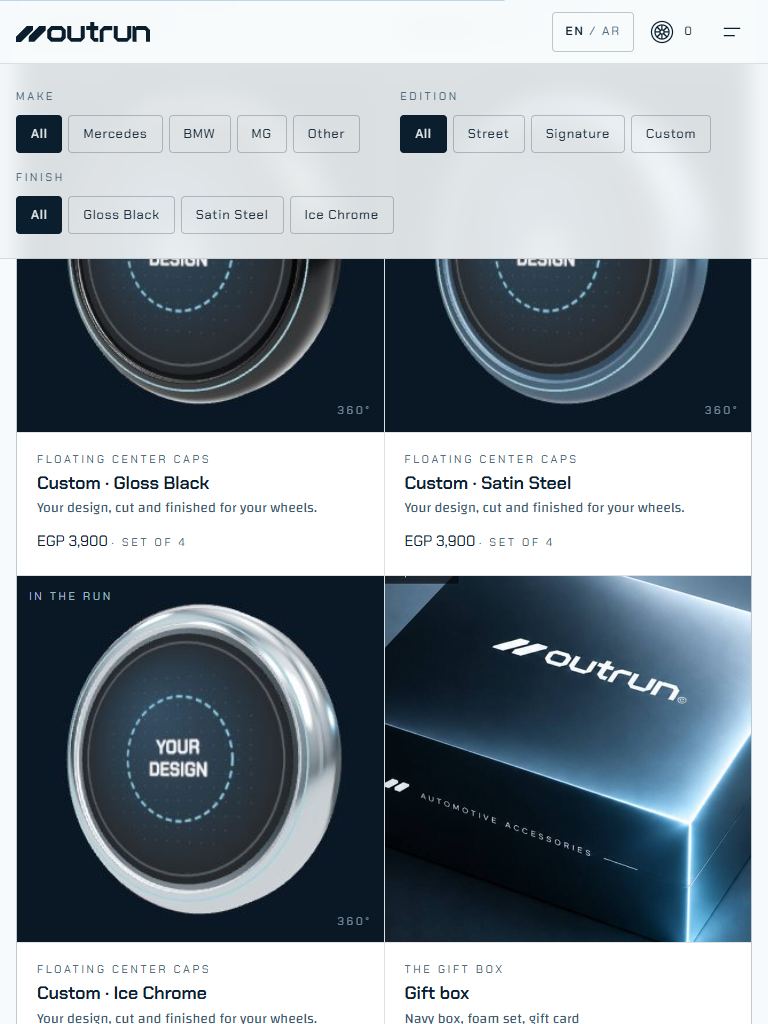 outrun
EN / AR
0
MAKE
All
Mercedes
BMW
MG
Other
EDITION
All
Street
Signature
Custom
FINISH
All
Gloss Black
Satin Steel
Ice Chrome
DESIGN
360°
DESIGN
360°
FLOATING CENTER CAPS
Custom · Gloss Black
Your design, cut and finished for your wheels.
EGP 3,900 · SET OF 4
FLOATING CENTER CAPS
Custom · Satin Steel
Your design, cut and finished for your wheels.
EGP 3,900 · SET OF 4
IN THE RUN
YOUR
DESIGN
360°
outrun©
AUTOMOTIVE ACCESSORIES
FLOATING CENTER CAPS
Custom · Ice Chrome
Your design, cut and finished for your wheels.
THE GIFT BOX
Gift box
Navy box, foam set, gift card